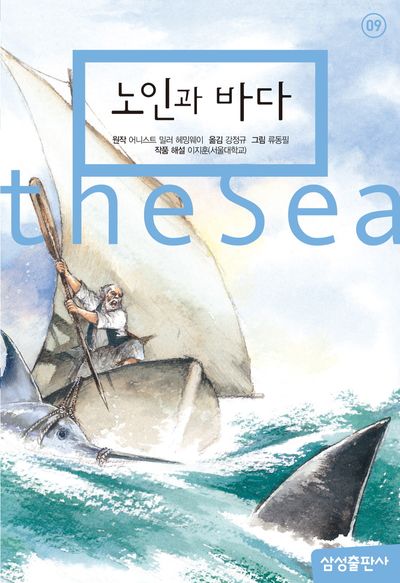 09
노인과 바다
원작 어니스트 밀러 헤밍웨이 옮김 강정규 그림 류동필
작품 해설 이지훈(서울대학교)
the Sea
삼성출판사